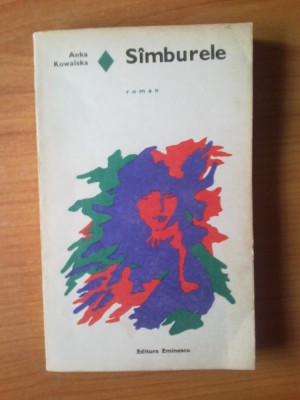 Anka
Kowalska
Sîmburele
roman
Editura Eminescu